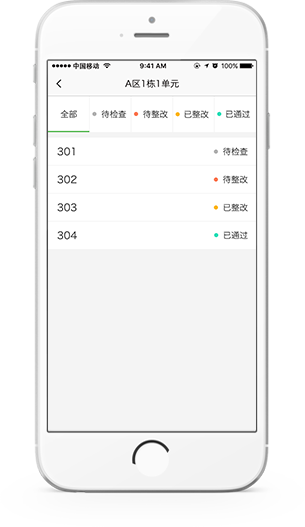 中国移动 9:41 AM 100%
A区1栋1单元
全部 待检查 待整改 已整改 已通过
301 待检查
302 待整改
303 已整改
304 已通过